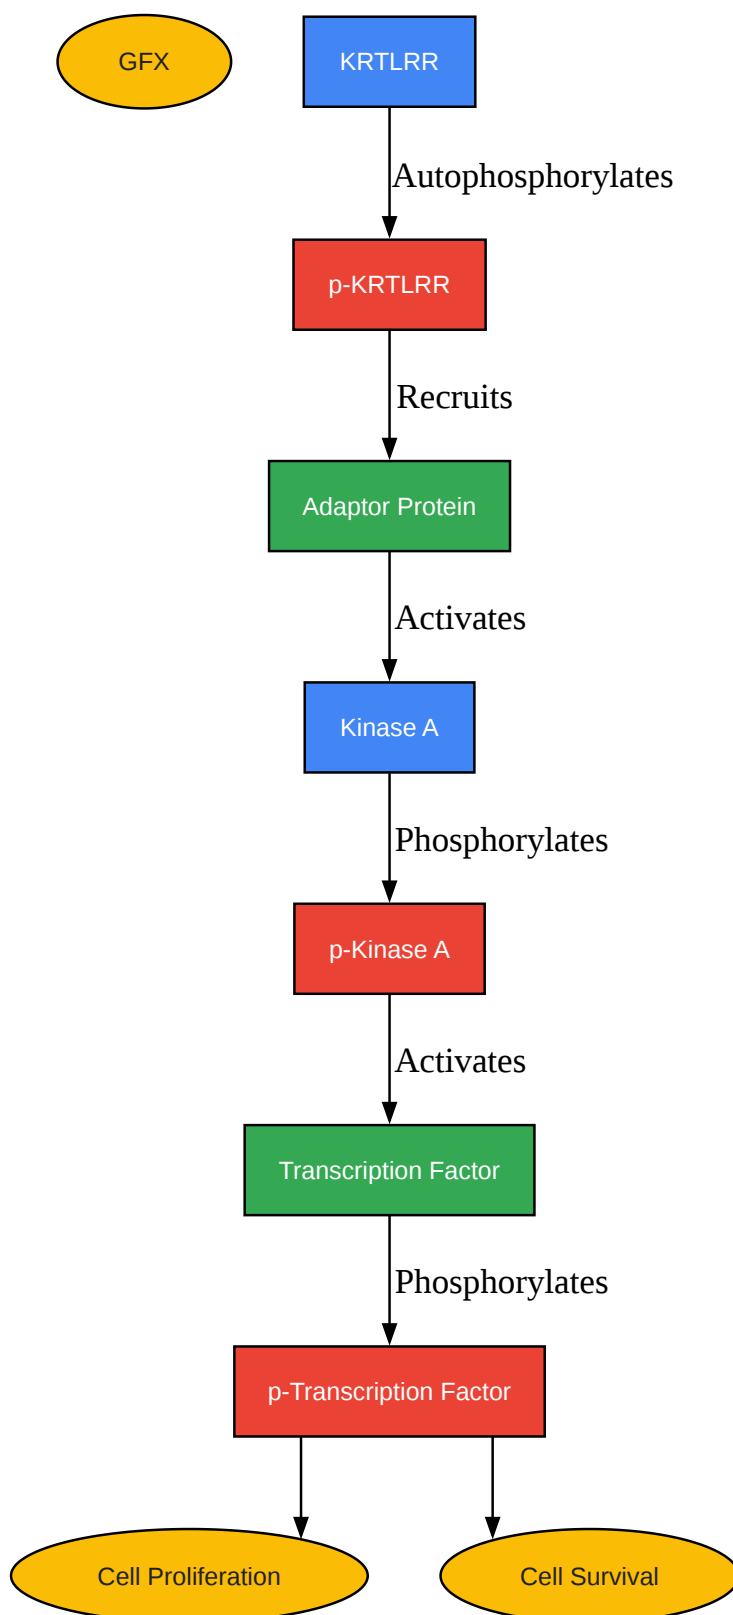 GFX
KRTLRR
Autophosphorylates
p-KRTLRR
Recruits
Adaptor Protein
Activates
Kinase A
Phosphorylates
p-Kinase A
Activates
Transcription Factor
Phosphorylates
p-Transcription Factor
Cell Proliferation
Cell Survival